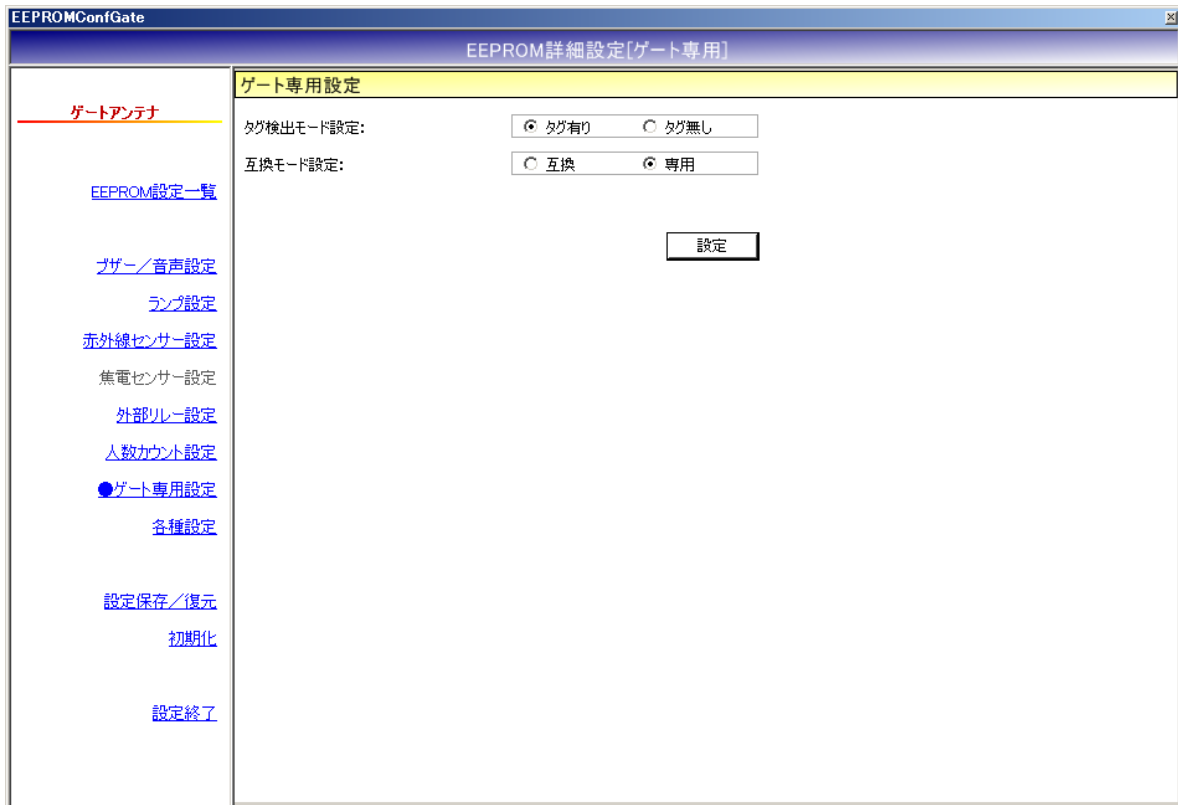 EEPROMConfGate
EEPROM詳細設定[ゲート専用]
ゲートアンテナ
EEPROM設定一覧
ブザー／音声設定
ランプ設定
赤外線センサー設定
焦電センサー設定
外部リレー設定
人数カウント設定
●ゲート専用設定
各種設定
設定保存／復元
初期化
設定終了
ゲート専用設定
タグ検出モード設定: タグ有り タグ無し
互換モード設定: 互換 専用
設定